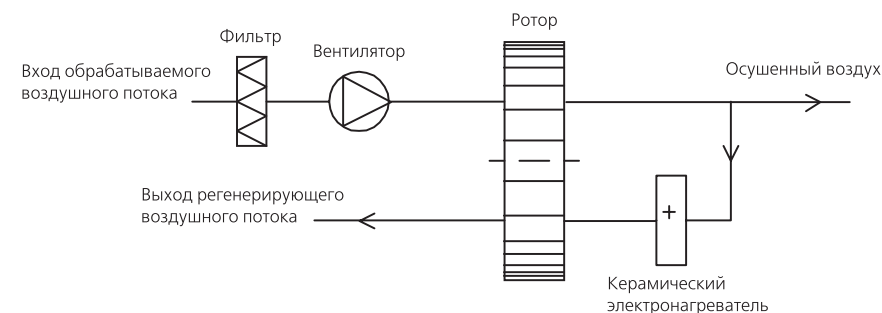 Ротор
Фильтр
Вентилятор
Вход обрабатываемого
воздушного потока
Осушенный воздух
Выход регенерирующего
воздушного потока
Керамический
электронагреватель